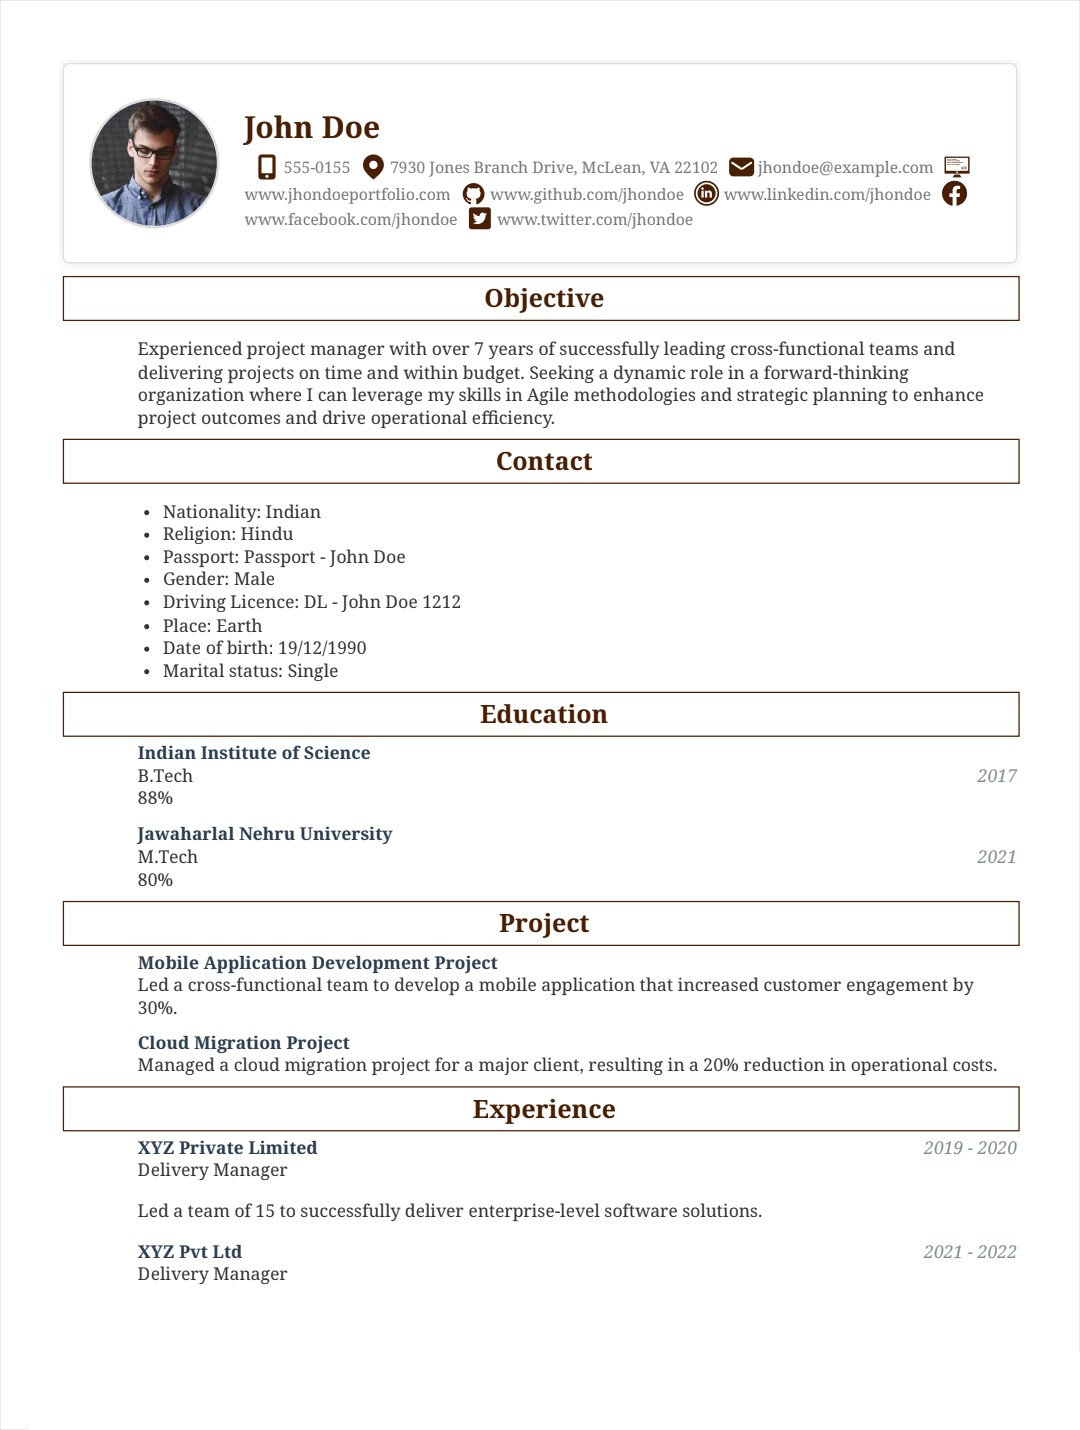 John Doe
555-0155 7930 Jones Branch Drive, McLean, VA 22102 jhondoe@example.com
www.jhondoeportfolio.com www.github.com/jhondoe www.linkedin.com/jhondoe
www.facebook.com/jhondoe www.twitter.com/jhondoe
Objective
Experienced project manager with over 7 years of successfully leading cross-functional teams and
delivering projects on time and within budget. Seeking a dynamic role in a forward-thinking
organization where I can leverage my skills in Agile methodologies and strategic planning to enhance
project outcomes and drive operational efficiency.
Contact
• Nationality: Indian
• Religion: Hindu
• Passport: Passport - John Doe
• Gender: Male
• Driving Licence: DL - John Doe 1212
• Place: Earth
• Date of birth: 19/12/1990
• Marital status: Single
Education
Indian Institute of Science
B.Tech 2017
88%
Jawaharlal Nehru University
M.Tech 2021
80%
Project
Mobile Application Development Project
Led a cross-functional team to develop a mobile application that increased customer engagement by
30%.
Cloud Migration Project
Managed a cloud migration project for a major client, resulting in a 20% reduction in operational costs.
Experience
XYZ Private Limited 2019 - 2020
Delivery Manager
Led a team of 15 to successfully deliver enterprise-level software solutions.
XYZ Pvt Ltd 2021 - 2022
Delivery Manager